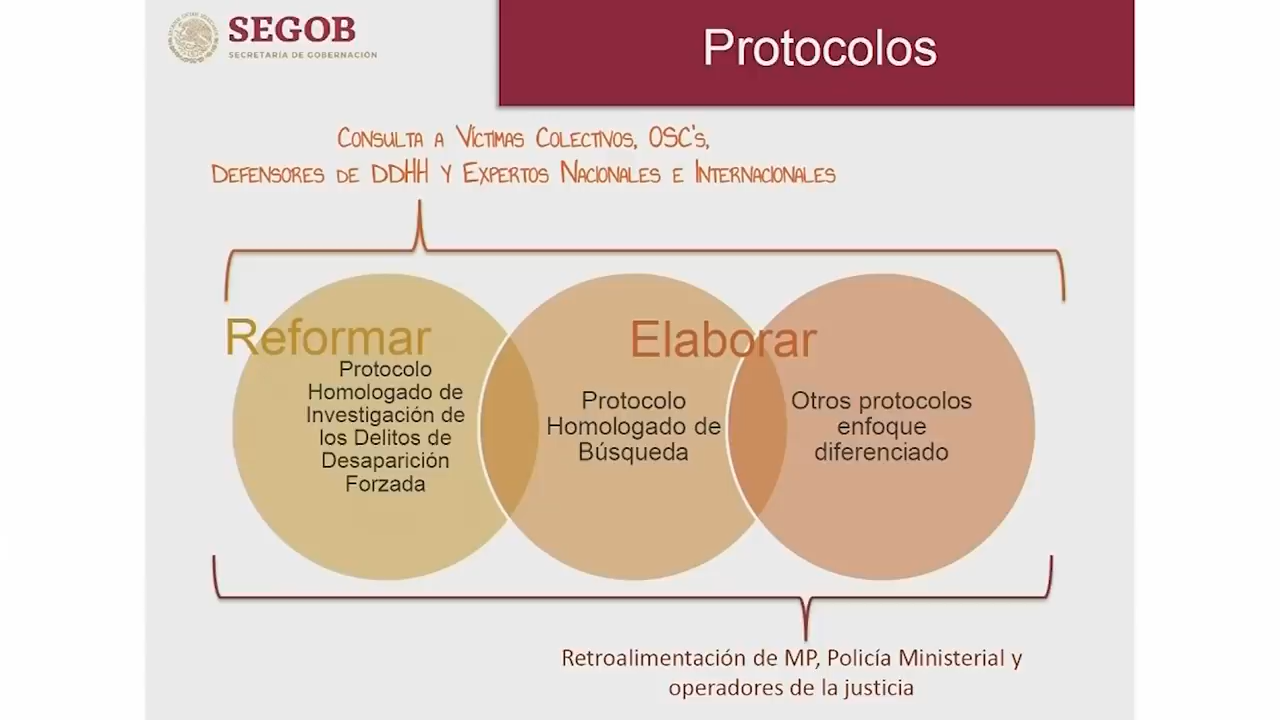 SEGOB
SECRETARÍA DE GOBERNACIÓN
Protocolos
CONSULTA A VÍCTIMAS COLECTIVOS, OSC'S,
DEFENSORES DE DDHH Y EXPERTOS NACIONALES E INTERNACIONALES
Reformar
Protocolo
Homologado de
Investigación de
los Delitos de
Desaparición
Forzada
Elaborar
Protocolo
Homologado de
Búsqueda
Otros protocolos
enfoque
diferenciado
Retroalimentación de MP, Policía Ministerial y
operadores de la justicia